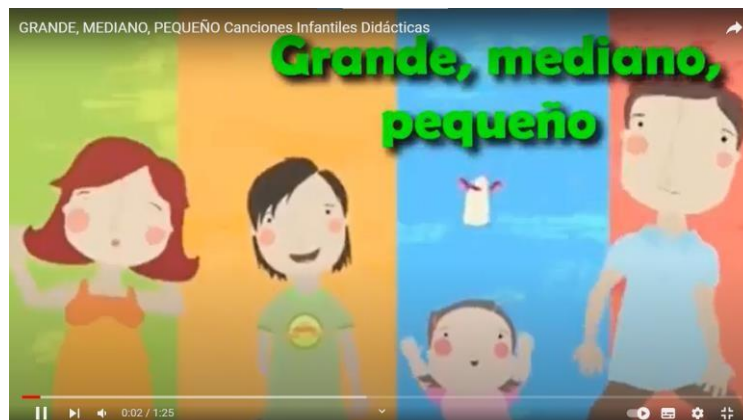 GRANDE, MEDIANO, PEQUEÑO Canciones Infantiles Didácticas
Grande, mediano,
pequeño
0:02 / 1:25